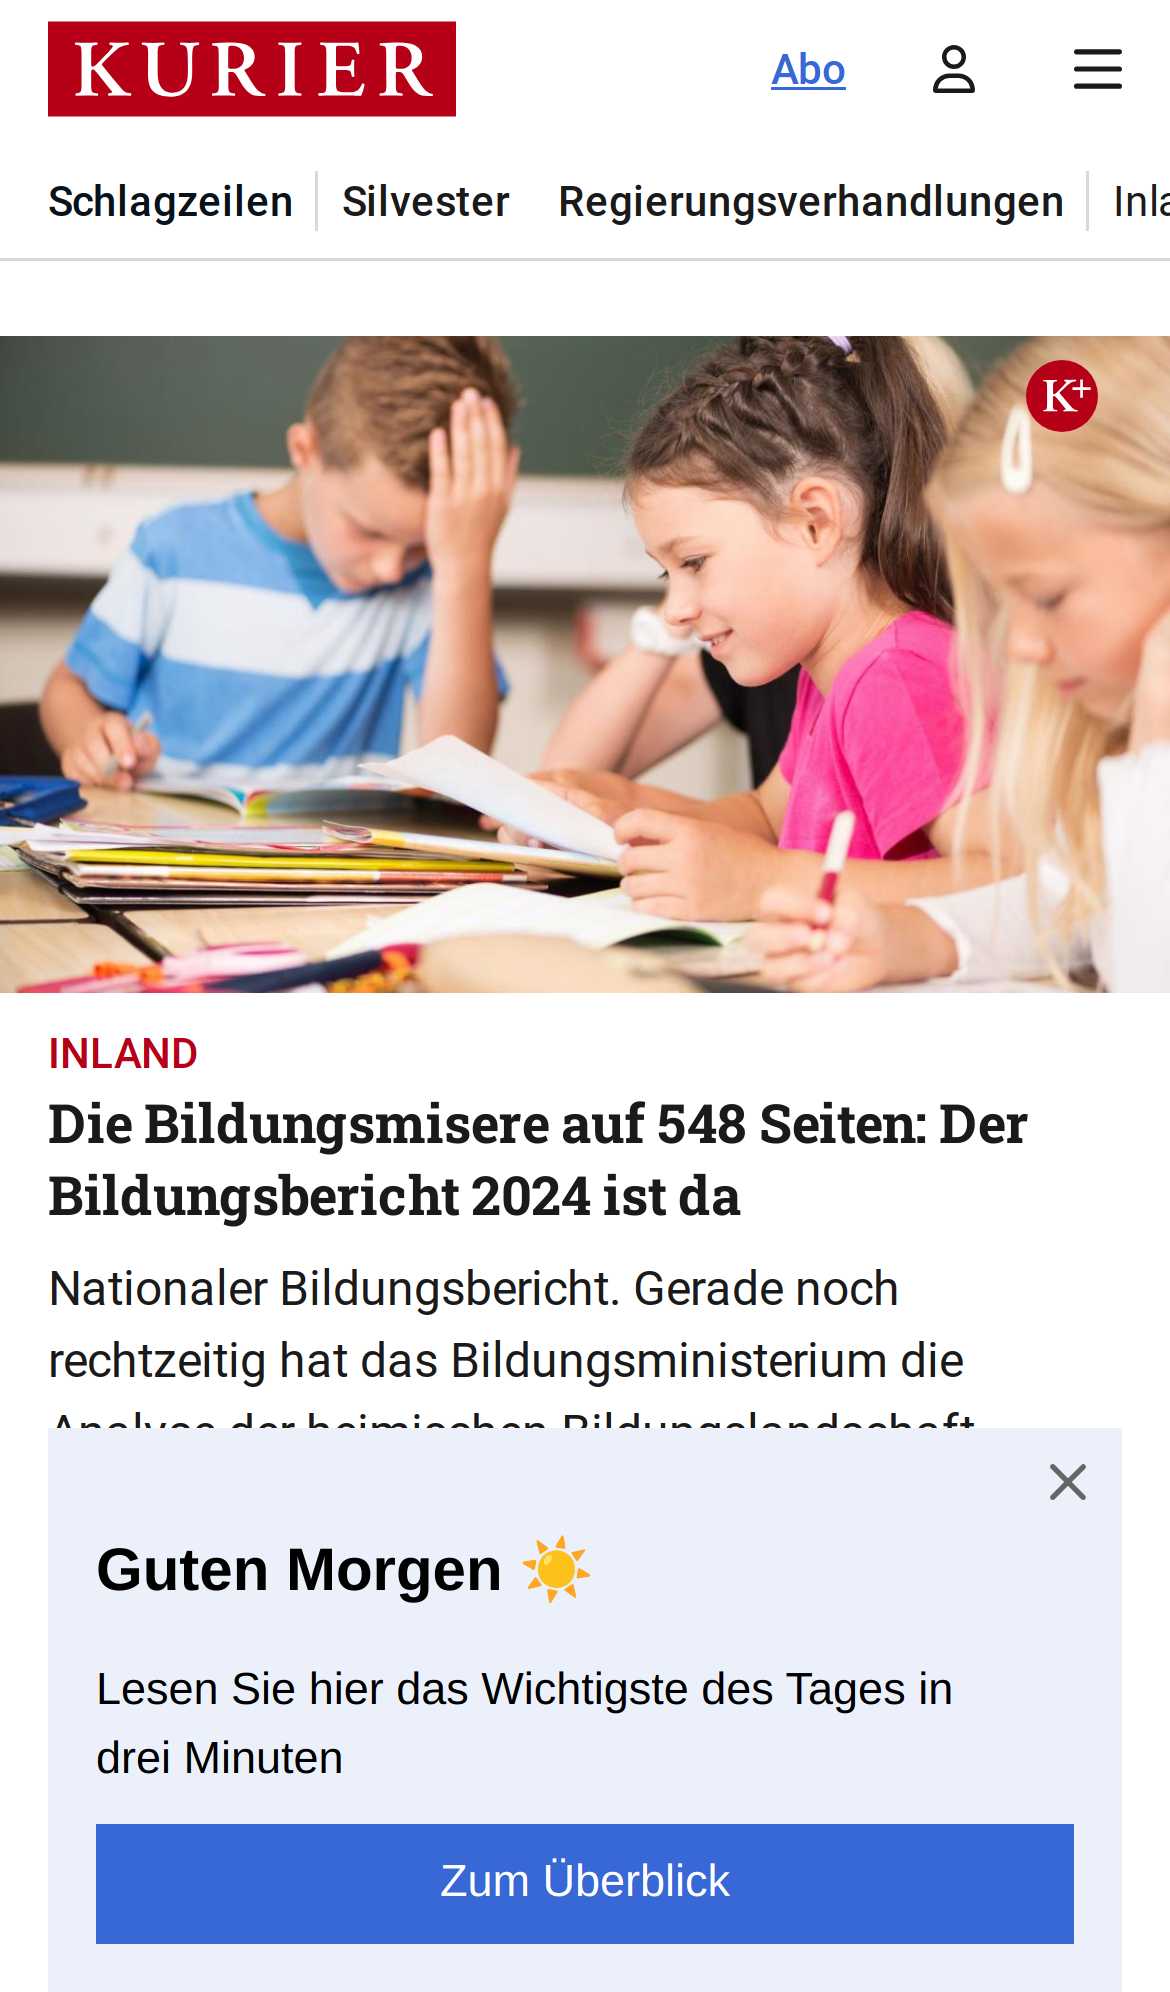 KURIER
Abo
Schlagzeilen
Silvester
Regierungsverhandlungen
K+
INLAND
Die Bildungsmisere auf 548 Seiten: Der
Bildungsbericht 2024 ist da
Nationaler Bildungsbericht. Gerade noch
rechtzeitig hat das Bildungsministerium die
Guten Morgen ☀️
Lesen Sie hier das Wichtigste des Tages in
drei Minuten
Zum Überblick